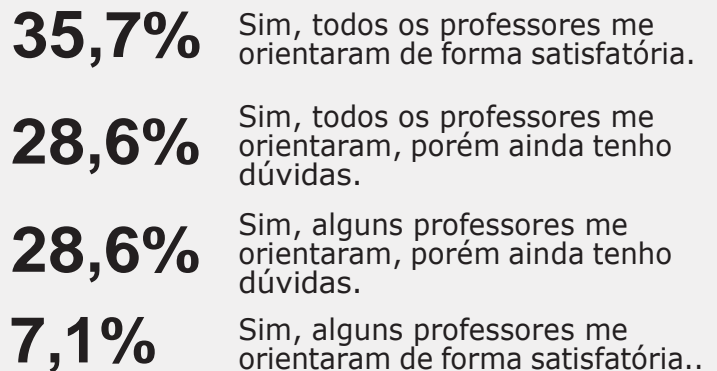 35,7%
Sim, todos os professores me
orientaram de forma satisfatória.
28,6%
Sim, todos os professores me
orientaram, porém ainda tenho
dúvidas.
28,6%
Sim, alguns professores me
orientaram, porém ainda tenho
dúvidas.
7,1%
Sim, alguns professores me
orientaram de forma satisfatória..